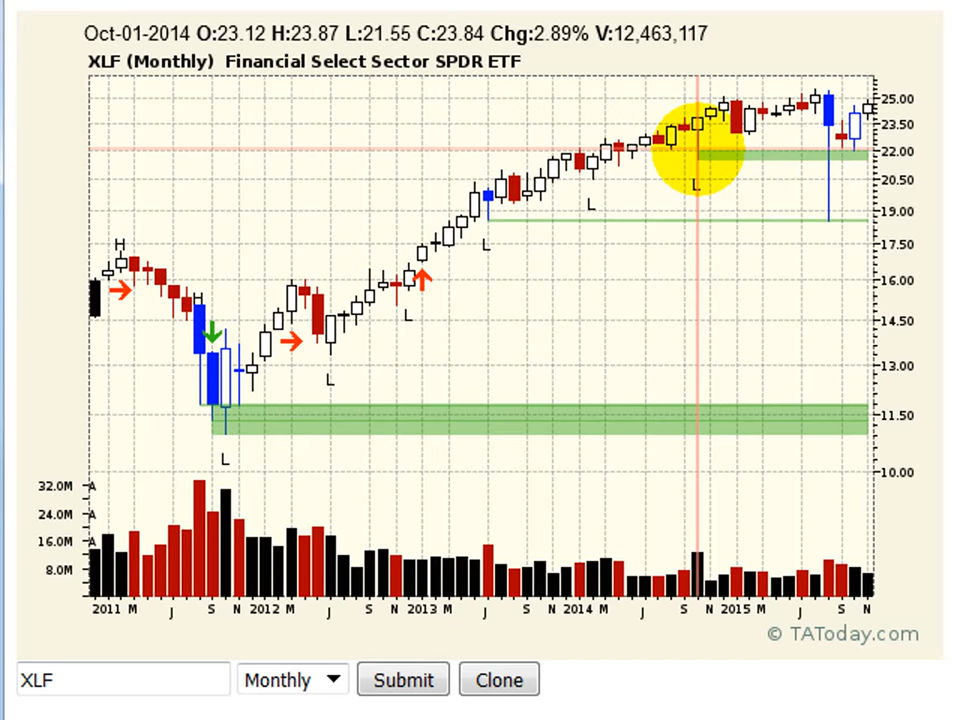 Oct-01-2014 O:23.12 H:23.87 L:21.55 C:23.84 Chg:2.89% V:12,463,117
XLF (Monthly) Financial Select Sector SPDR ETF
25.00
23.50
22.00
20.50
19.00
17.50
16.00
14.50
13.00
11.50
10.00
H
H
L
L
L
L
L
L
32.0M A
24.0M A
16.0M A
8.0M
2011 M J S N 2012 M J S N 2013 M J S N 2014 M J S N 2015 M J S N
© TAToday.com
XLF Monthly Submit Clone